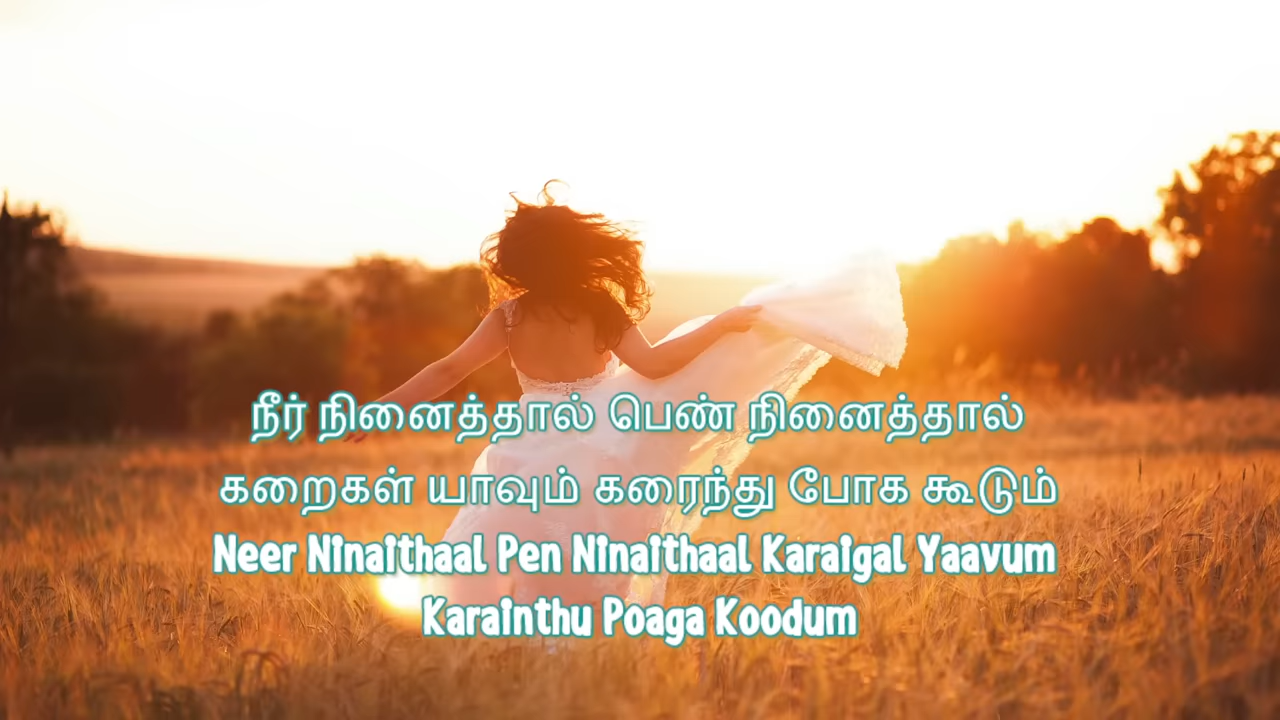 நீர் நினைத்தால் பெண் நினைத்தால்
கறைகள் யாவும் கரைந்து போக கூடும்
Neer Ninaithaal Pen Ninaithaal Karaigal Yaavum
Karainthu Poaga Koodum